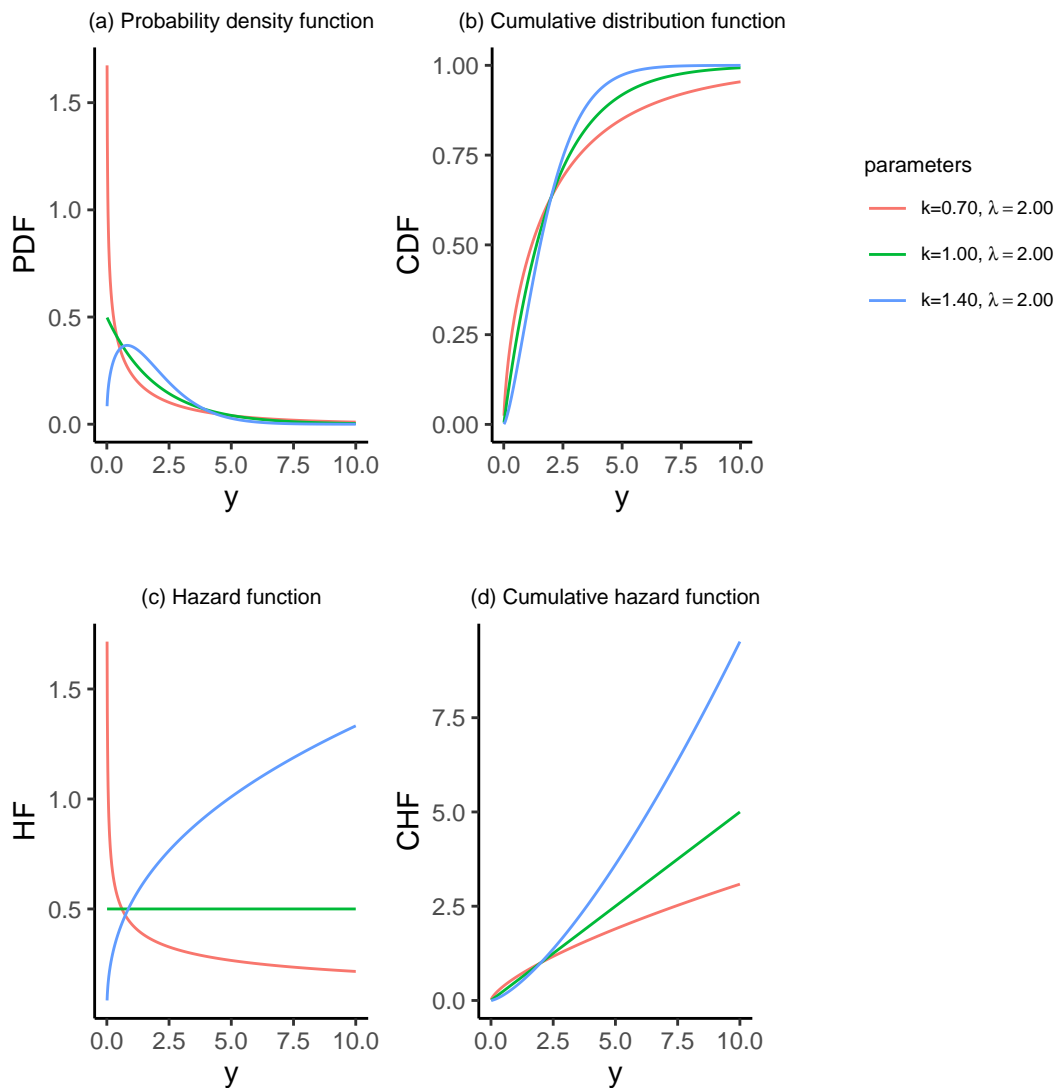 (a) Probability density function
(b) Cumulative distribution function
PDF
1.5
1.0
0.5
0.0
0.0 2.5 5.0 7.5 10.0
y
CDF
1.00
0.75
0.50
0.25
0.00
0.0 2.5 5.0 7.5 10.0
y
parameters
k=0.70, λ = 2.00
k=1.00, λ = 2.00
k=1.40, λ = 2.00
(c) Hazard function
(d) Cumulative hazard function
HF
1.5
1.0
0.5
0.0 2.5 5.0 7.5 10.0
y
CHF
7.5
5.0
2.5
0.0
0.0 2.5 5.0 7.5 10.0
y